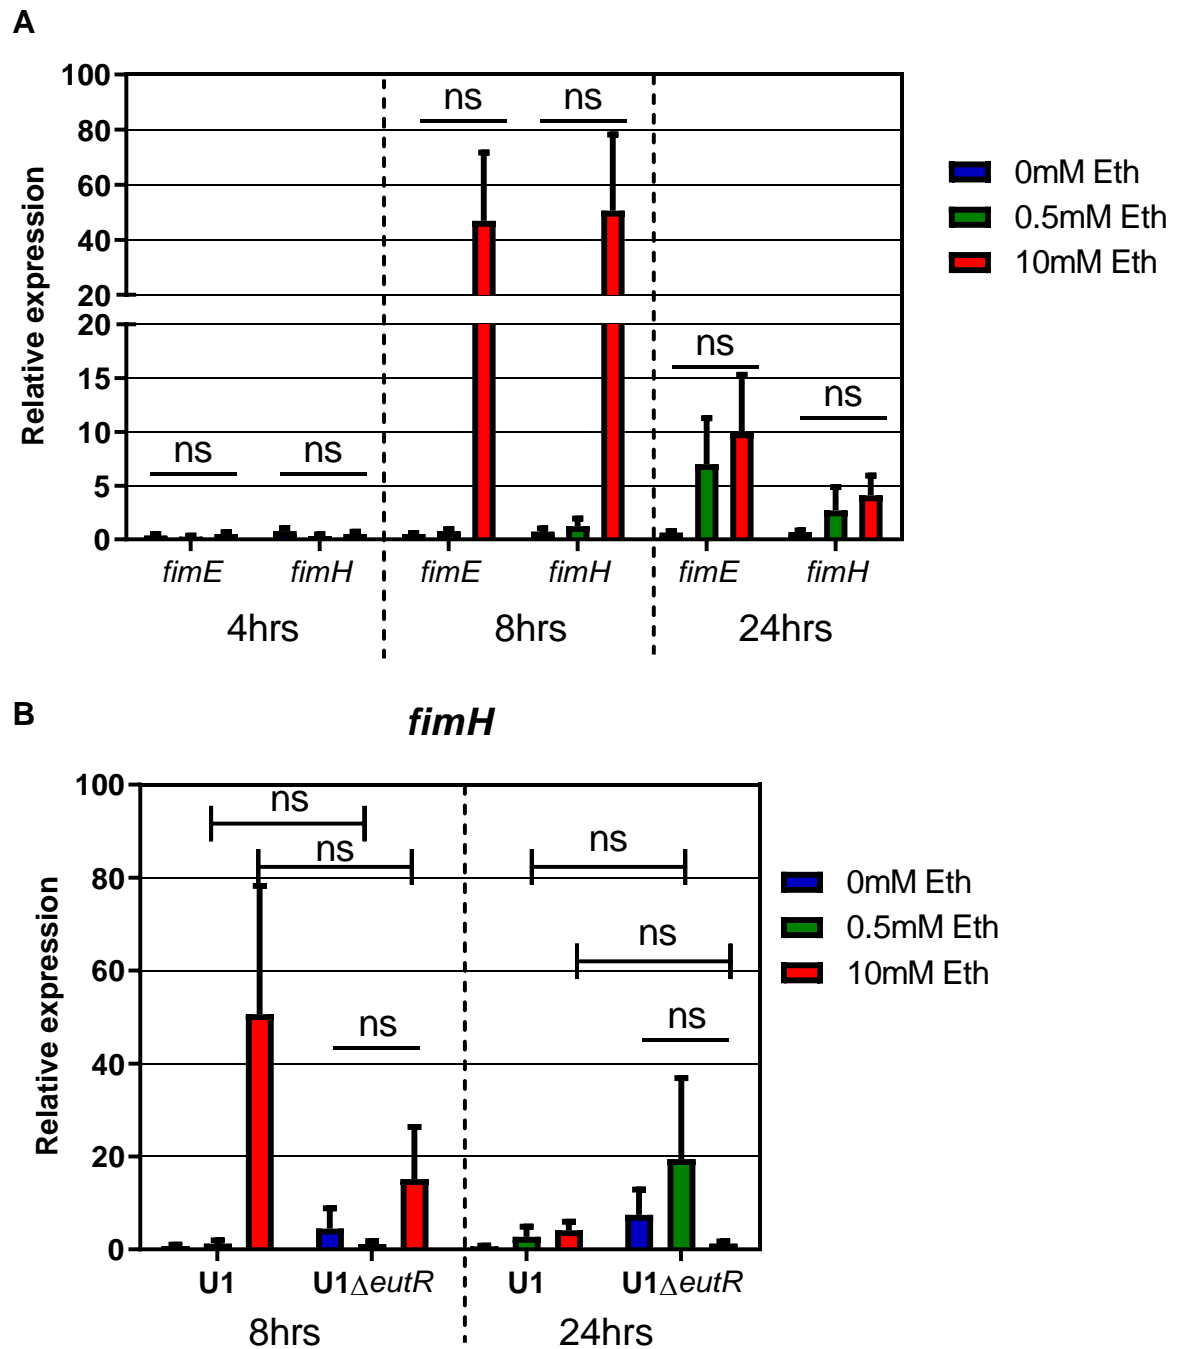 A
Relative expression
Relative expression
100
80
60
40
20
20
15
10
5
0
ns ns
ns ns
ns
ns
fimE fimH fimE fimH fimE fimH
4hrs 8hrs 24hrs
0mM Eth
0.5mM Eth
10mM Eth
B
fimH
Relative expression
100
80
60
40
20
0
ns
ns
ns
ns
ns
ns
U1 U1ΔeutR U1 U1ΔeutR
8hrs 24hrs
0mM Eth
0.5mM Eth
10mM Eth